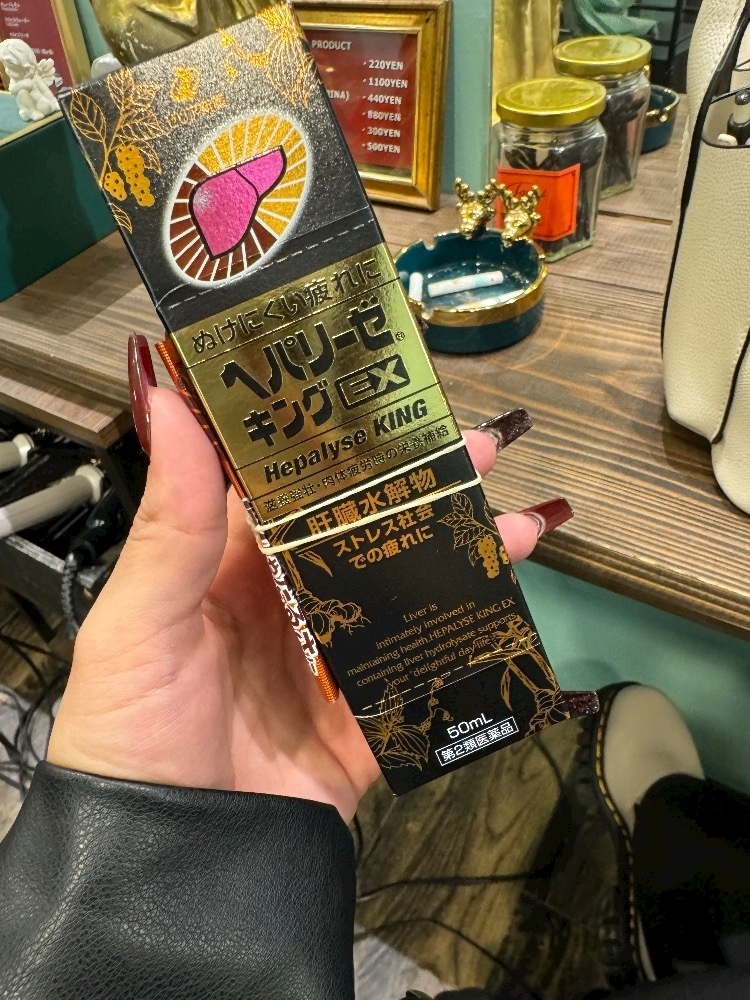 ぬけにくい疲れに
ヘパリーゼ®
キングEX
Hepalyse KING
滋養強壮・肉体疲労時の栄養補給
肝臓水解物
ストレス社会
での疲れに
Liver is
intimately involved in
maintaining health.HEPALYSE KING EX
containing liver hydrolysate supports
your "delightful day life."
50mL
第2類医薬品
PRODUCT
・220YEN
・1100YEN
・440YEN
・880YEN
・300YEN
・500YEN